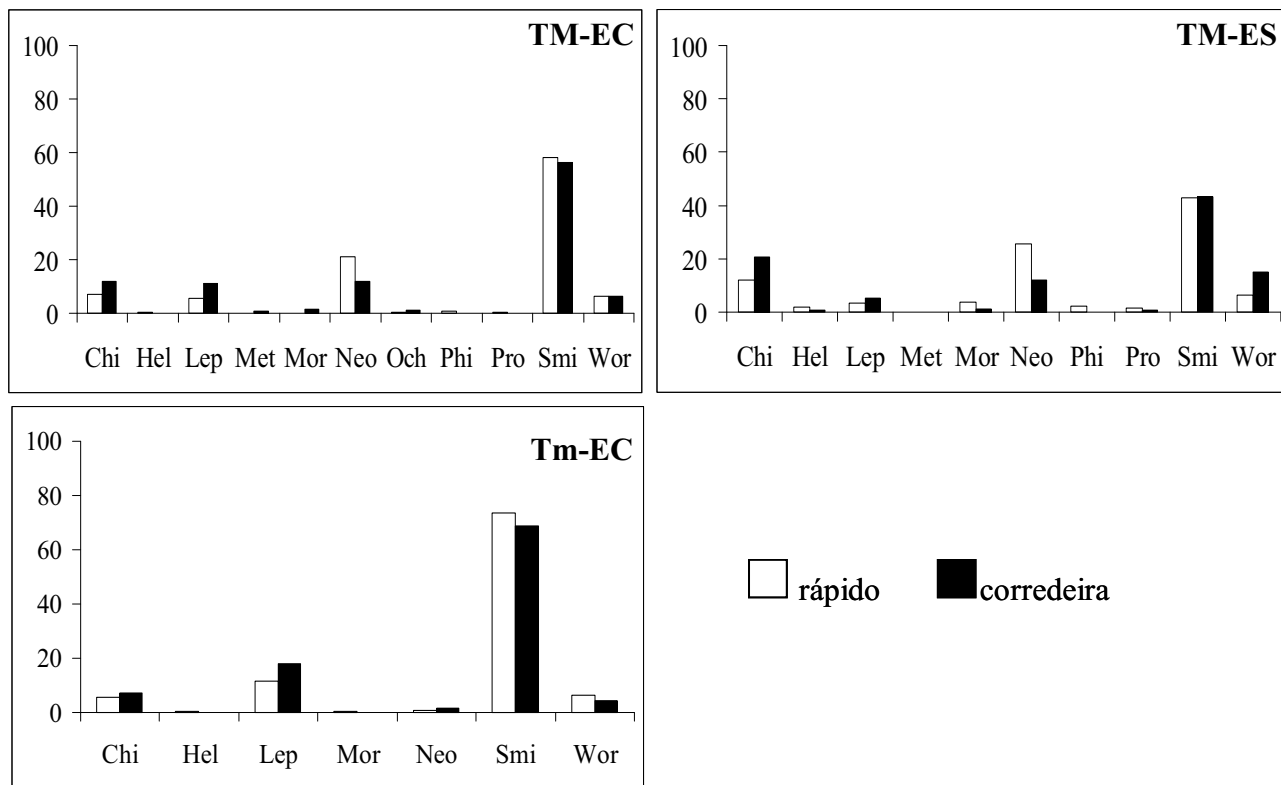 TM-EC
100
80
60
40
20
0
Chi Hel Lep Met Mor Neo Och Phi Pro Smi Wor
TM-ES
100
80
60
40
20
0
Chi Hel Lep Met Mor Neo Phi Pro Smi Wor
Tm-EC
100
80
60
40
20
0
Chi Hel Lep Mor Neo Smi Wor
rápido corredeira